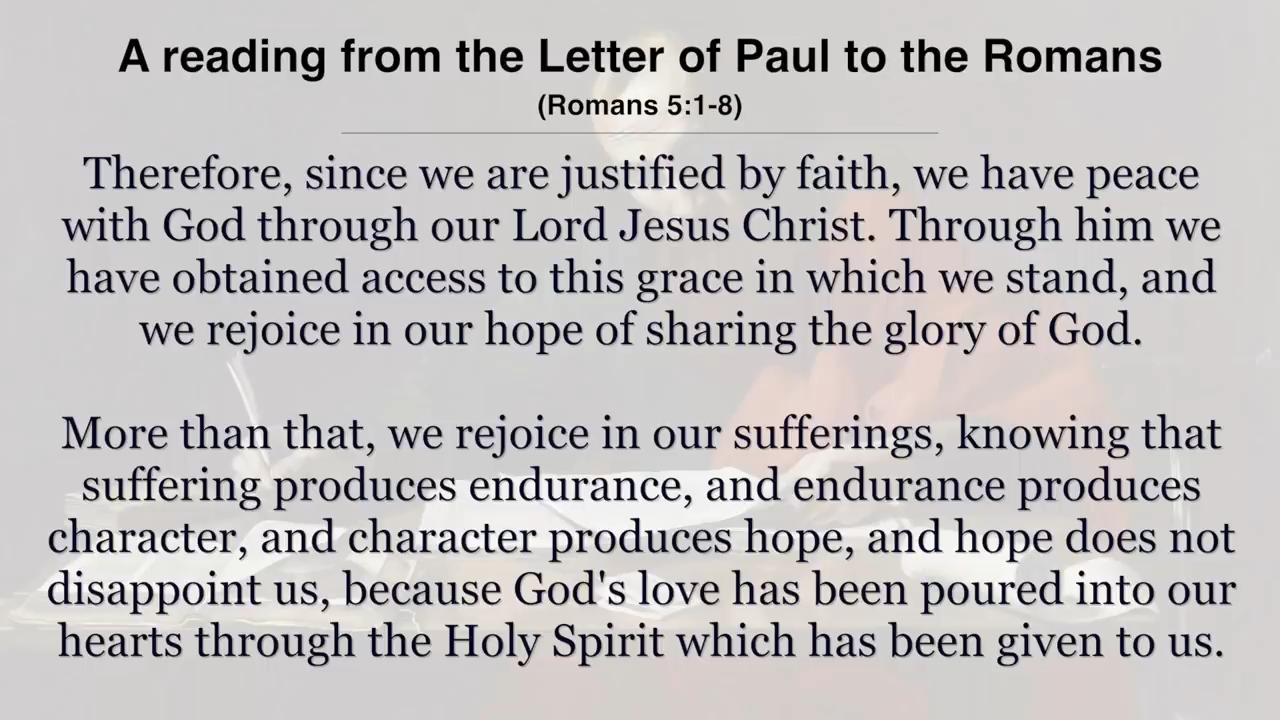 A reading from the Letter of Paul to the Romans
(Romans 5:1-8)
Therefore, since we are justified by faith, we have peace
with God through our Lord Jesus Christ. Through him we
have obtained access to this grace in which we stand, and
we rejoice in our hope of sharing the glory of God.
More than that, we rejoice in our sufferings, knowing that
suffering produces endurance, and endurance produces
character, and character produces hope, and hope does not
disappoint us, because God's love has been poured into our
hearts through the Holy Spirit which has been given to us.